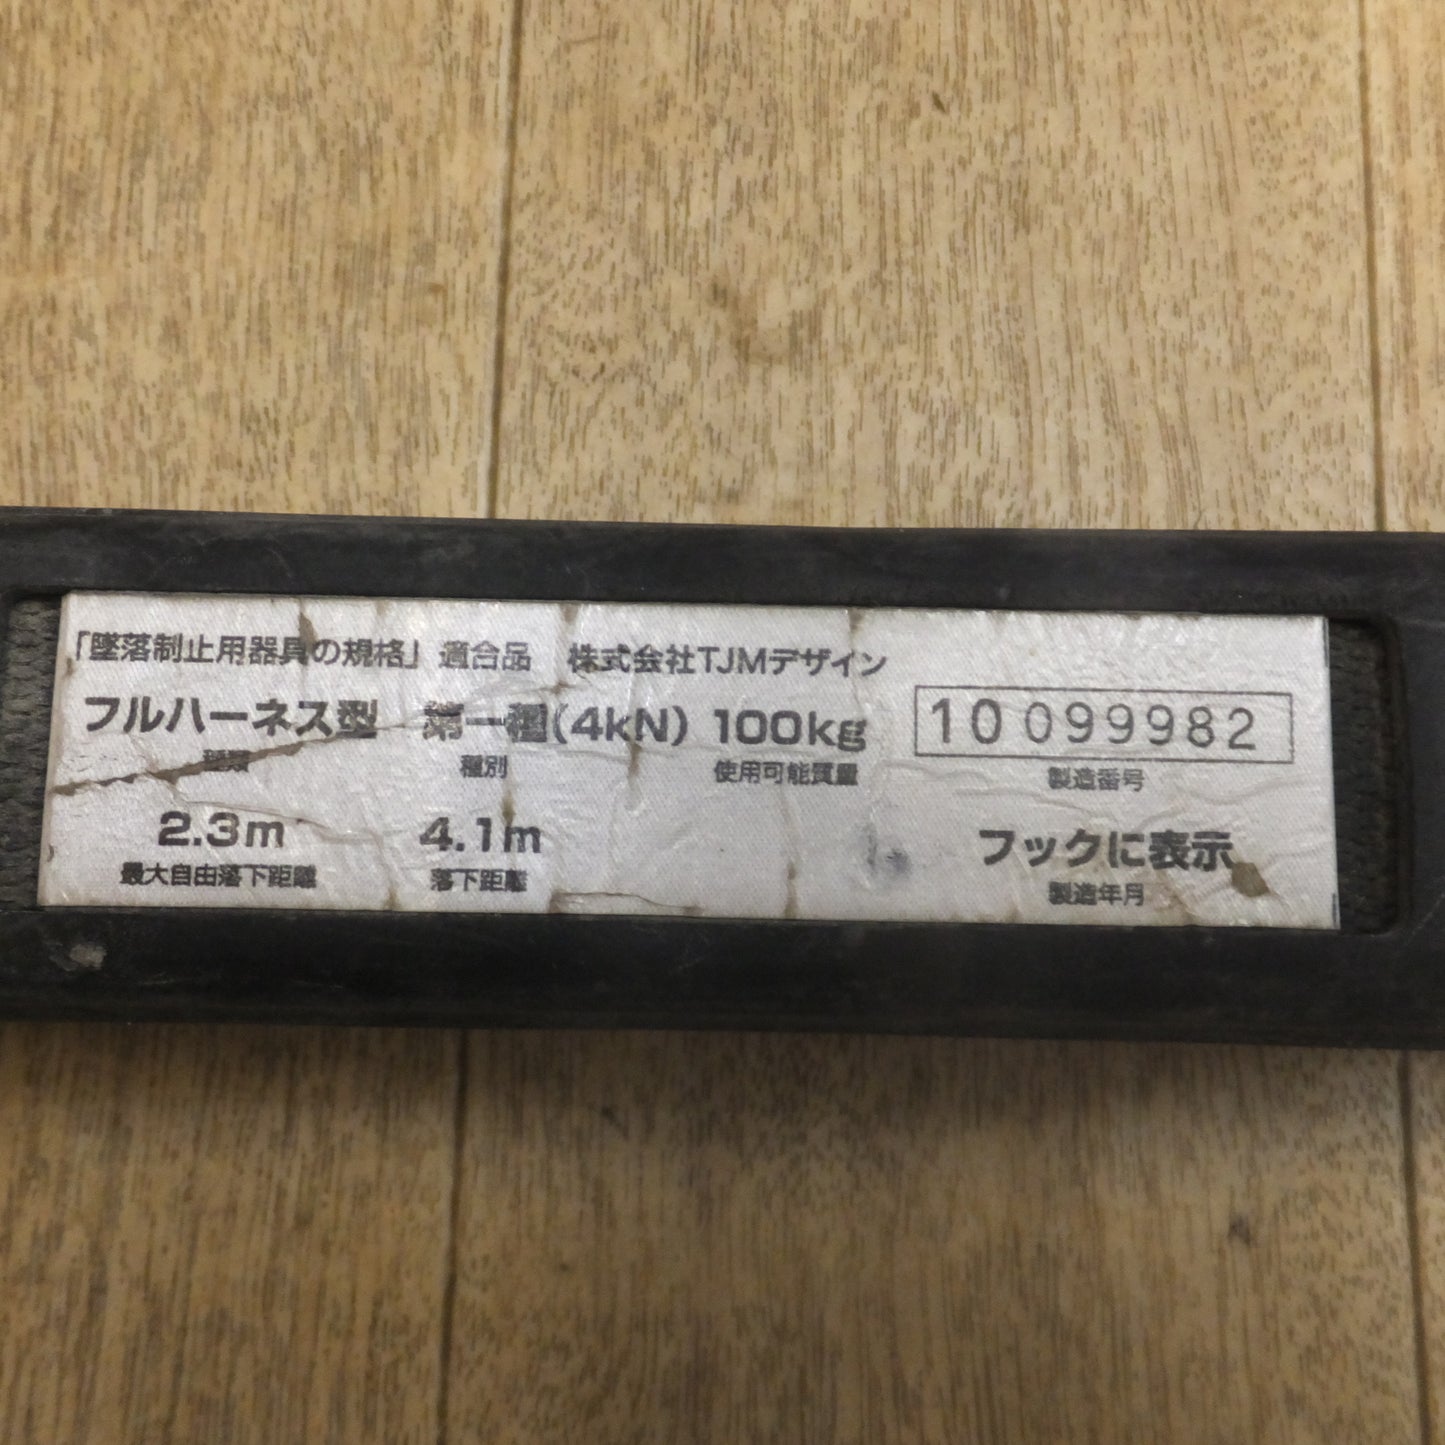 「墜落制止用器具の規格」適合品 株式会社TJMデザイン
フルハーネス型 第一種(4kN) 100kg 10 099982
種類 種別 使用可能質量 製造番号
2.3m 4.1m フックに表示
最大自由落下距離 落下距離 製造年月